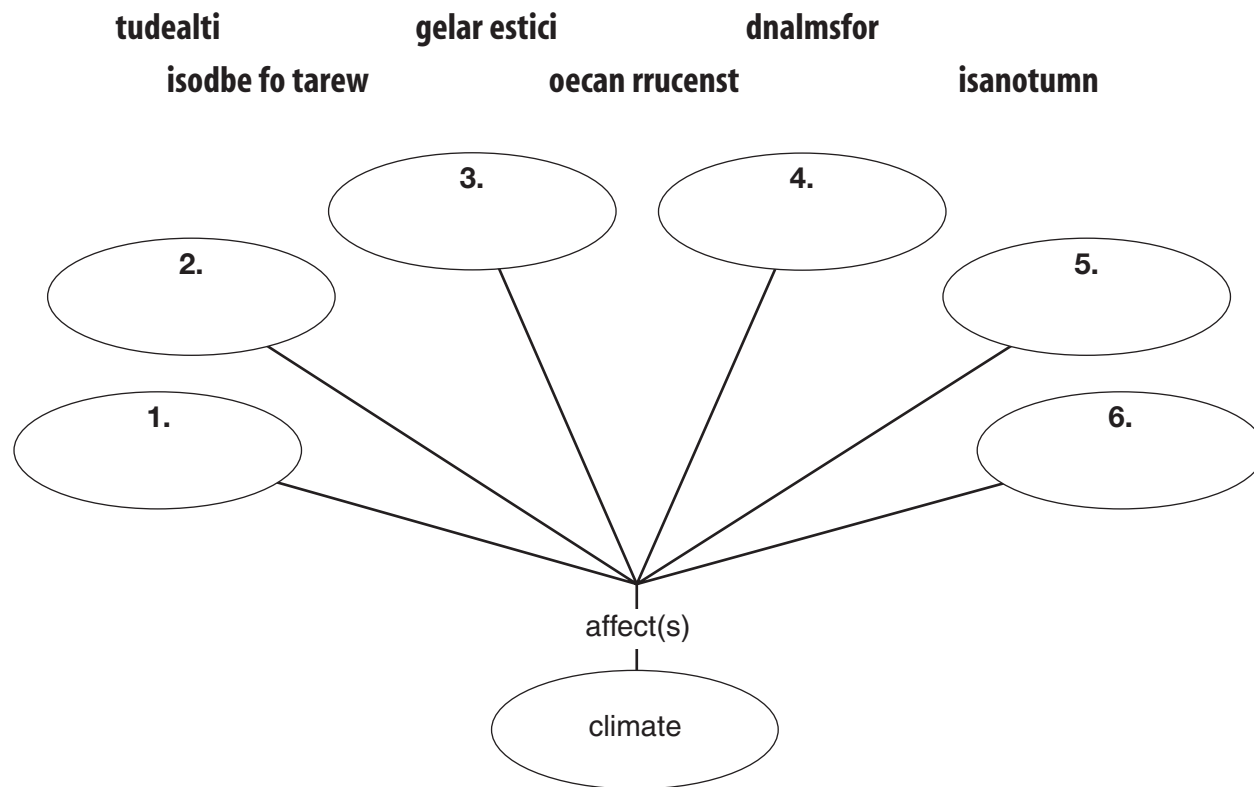 tudealti gelar estici dnalmsfor
isodbe fo tarew oecan rrucenst isanotumn
3. 4.
2. 5.
1. 6.
affect(s)
climate